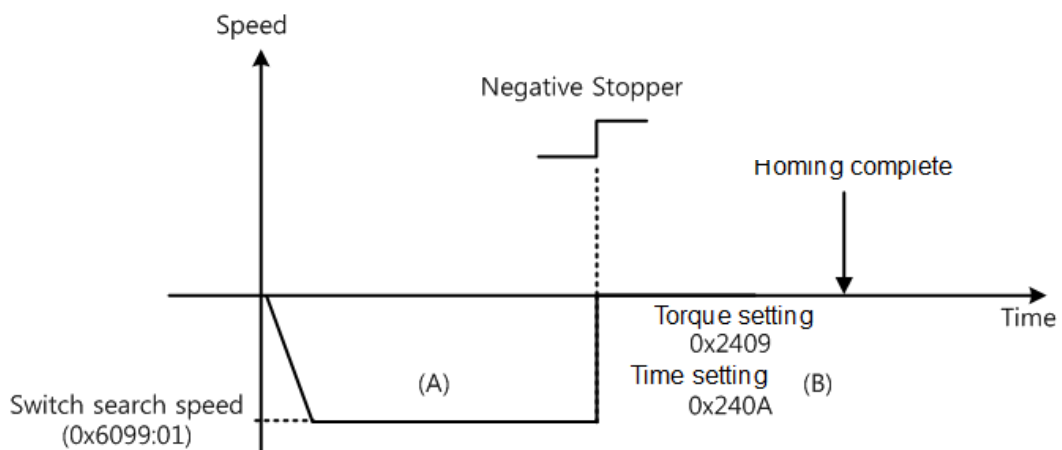 Speed
Negative Stopper
Homing complete
Time
Torque setting
0x2409
(A)
Time setting
0x240A
(B)
Switch search speed
(0x6099:01)